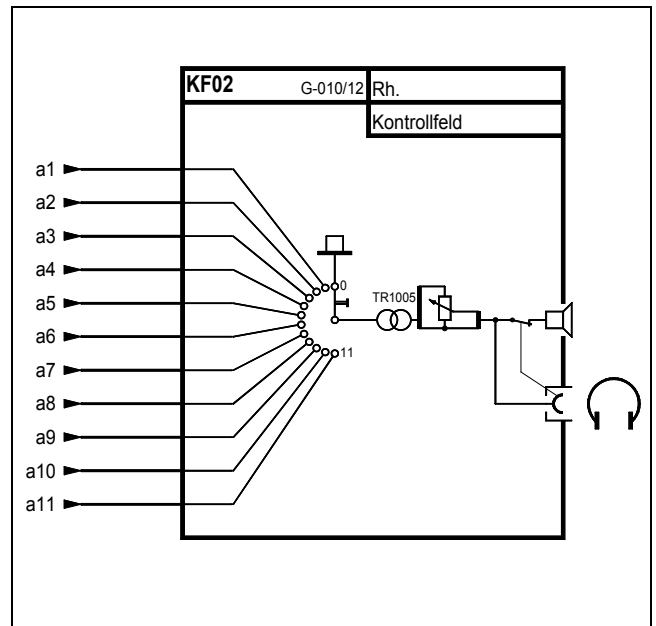 KF02 G-010/12 Rh.
Kontrollfeld
a1
a2
a3
a4
a5
a6
a7
a8
a9
a10
a11
0
TR1005
11